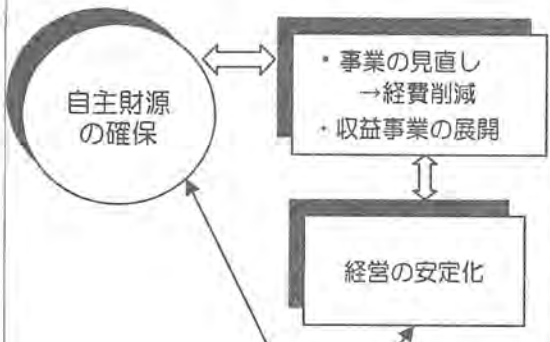 自主財源
の確保
・事業の見直し
→経費削減
・収益事業の展開
経営の安定化